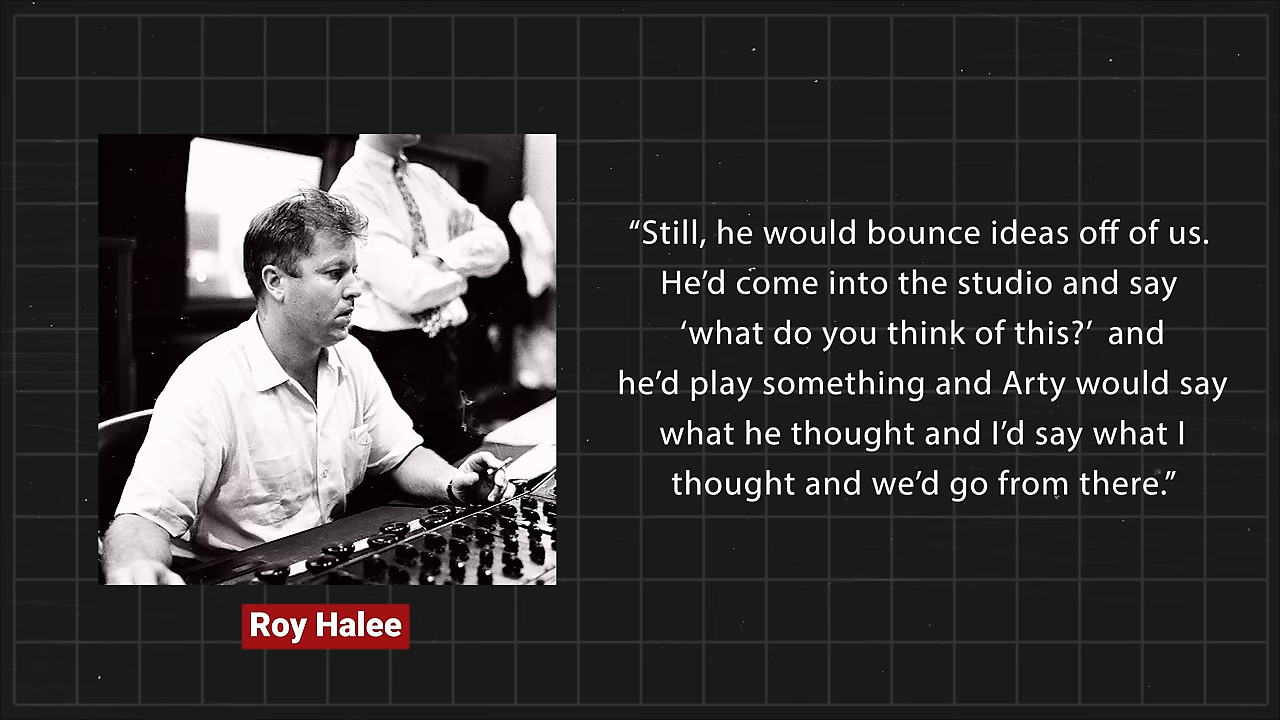 “Still, he would bounce ideas off of us.
He’d come into the studio and say
‘what do you think of this?’  and
he’d play something and Arty would say
what he thought and I’d say what I
thought and we’d go from there.”
Roy Halee